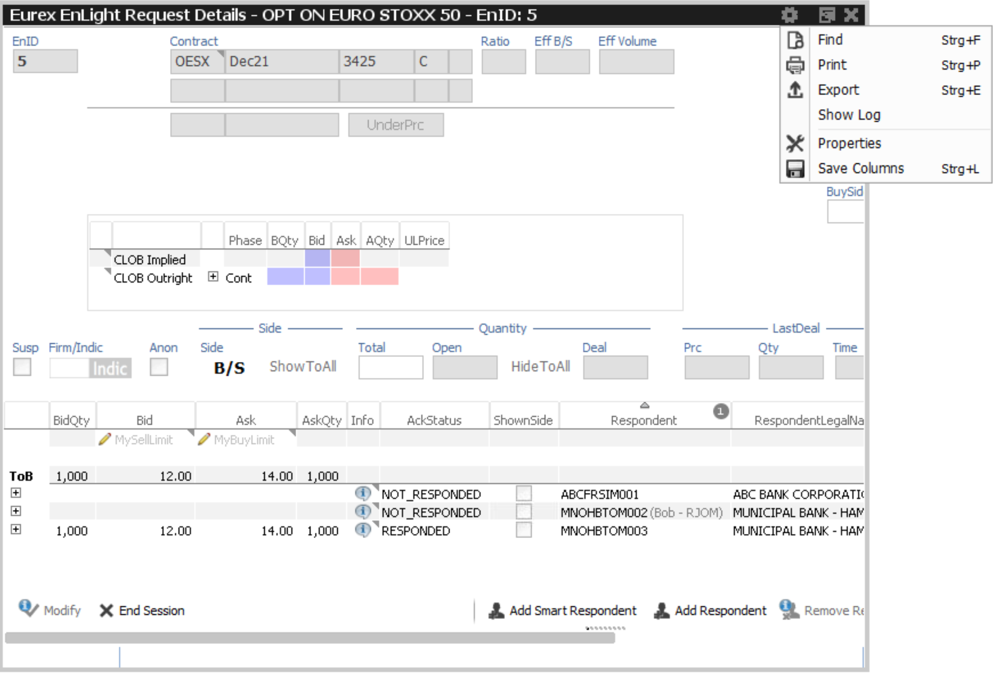 Eurex EnLight Request Details - OPT ON EURO STOXX 50 - EnID: 5
Find Strg+F
Print Strg+P
Export Strg+E
Show Log
Properties
Save Columns Strg+L
EnID Contract Ratio Eff B/S Eff Volume
5 OESX Dec21 3425 C
UnderPrc
BuySid
Phase BQty Bid Ask AQty ULPrice
CLOB Implied
CLOB Outright Cont
Side Quantity LastDeal
Susp Firm/Indic Anon Side Total Open Deal Prc Qty Time
Indic B/S ShowToAll HideToAll
1
BidQty Bid Ask AskQty Info AckStatus ShownSide Respondent RespondentLegalNa
MySellLimit MyBuyLimit
ToB 1,000 12.00 14.00 1,000
NOT_RESPONDED ABCFRSIM001 ABC BANK CORPORATI
NOT_RESPONDED MNOHBTOM002 (Bob - RJOM) MUNICIPAL BANK - HAM
1,000 12.00 14.00 1,000 RESPONDED MNOHBTOM003 MUNICIPAL BANK - HAM
Modify End Session Add Smart Respondent Add Respondent Remove Re